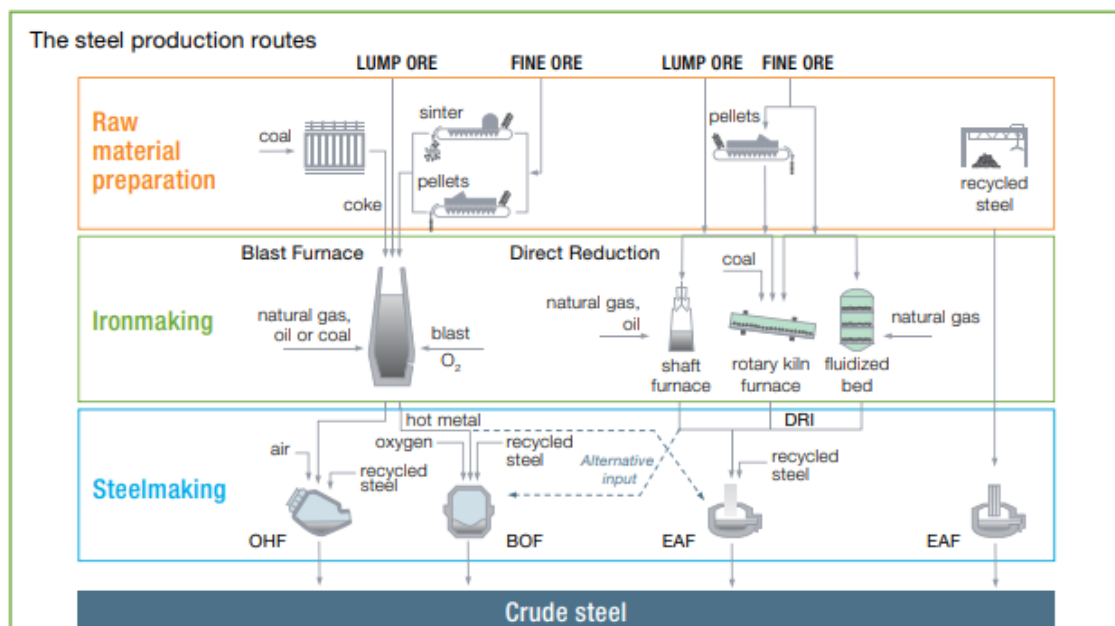 The steel production routes
LUMP ORE
FINE ORE
LUMP ORE
FINE ORE
Raw
material
preparation
coal
coke
sinter
pellets
pellets
recycled
steel
Ironmaking
Blast Furnace
natural gas,
oil or coal
blast
O₂
Direct Reduction
natural gas,
oil
coal
natural gas
shaft
furnace
rotary kiln
furnace
fluidized
bed
Steelmaking
hot metal
air
recycled
steel
oxygen
recycled
steel
Alternative
input
DRI
recycled
steel
OHF
BOF
EAF
EAF
Crude steel